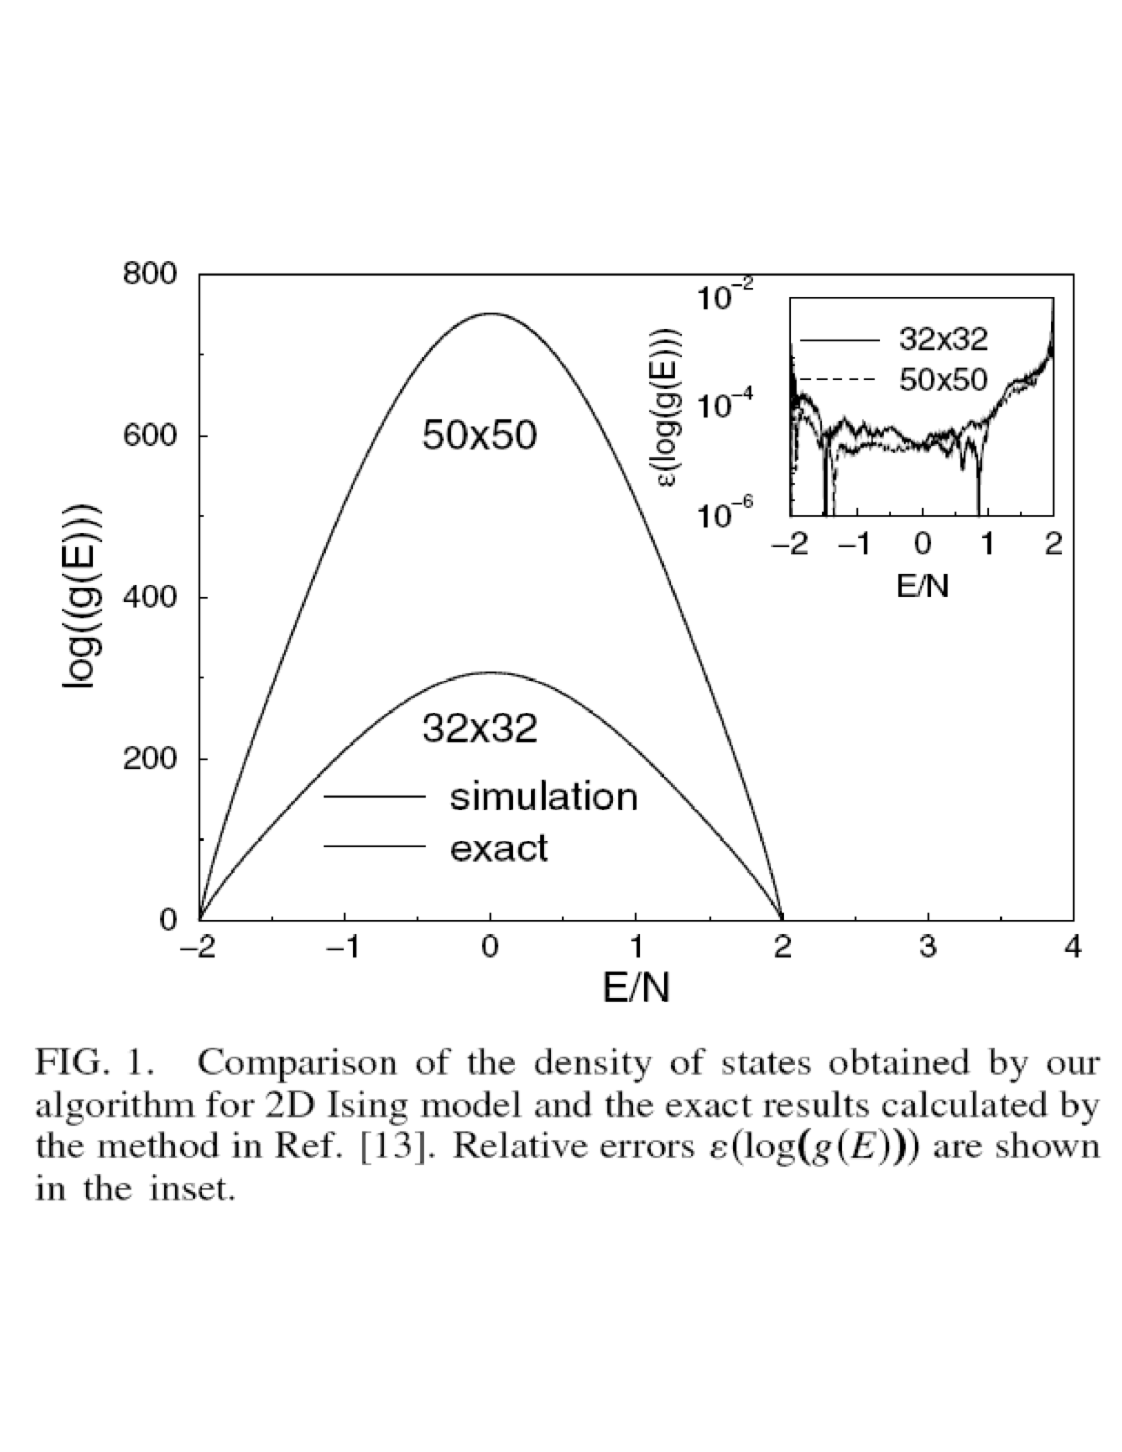 800
600
400
200
0
log((g(E)))
50x50
32x32
simulation
exact
−2 −1 0 1 2 3 4
E/N
10⁻²
10⁻⁴
10⁻⁶
ε(log(g(E)))
32x32
50x50
−2 −1 0 1 2
E/N
FIG. 1. Comparison of the density of states obtained by our
algorithm for 2D Ising model and the exact results calculated by
the method in Ref. [13]. Relative errors ε(log(g(E))) are shown
in the inset.